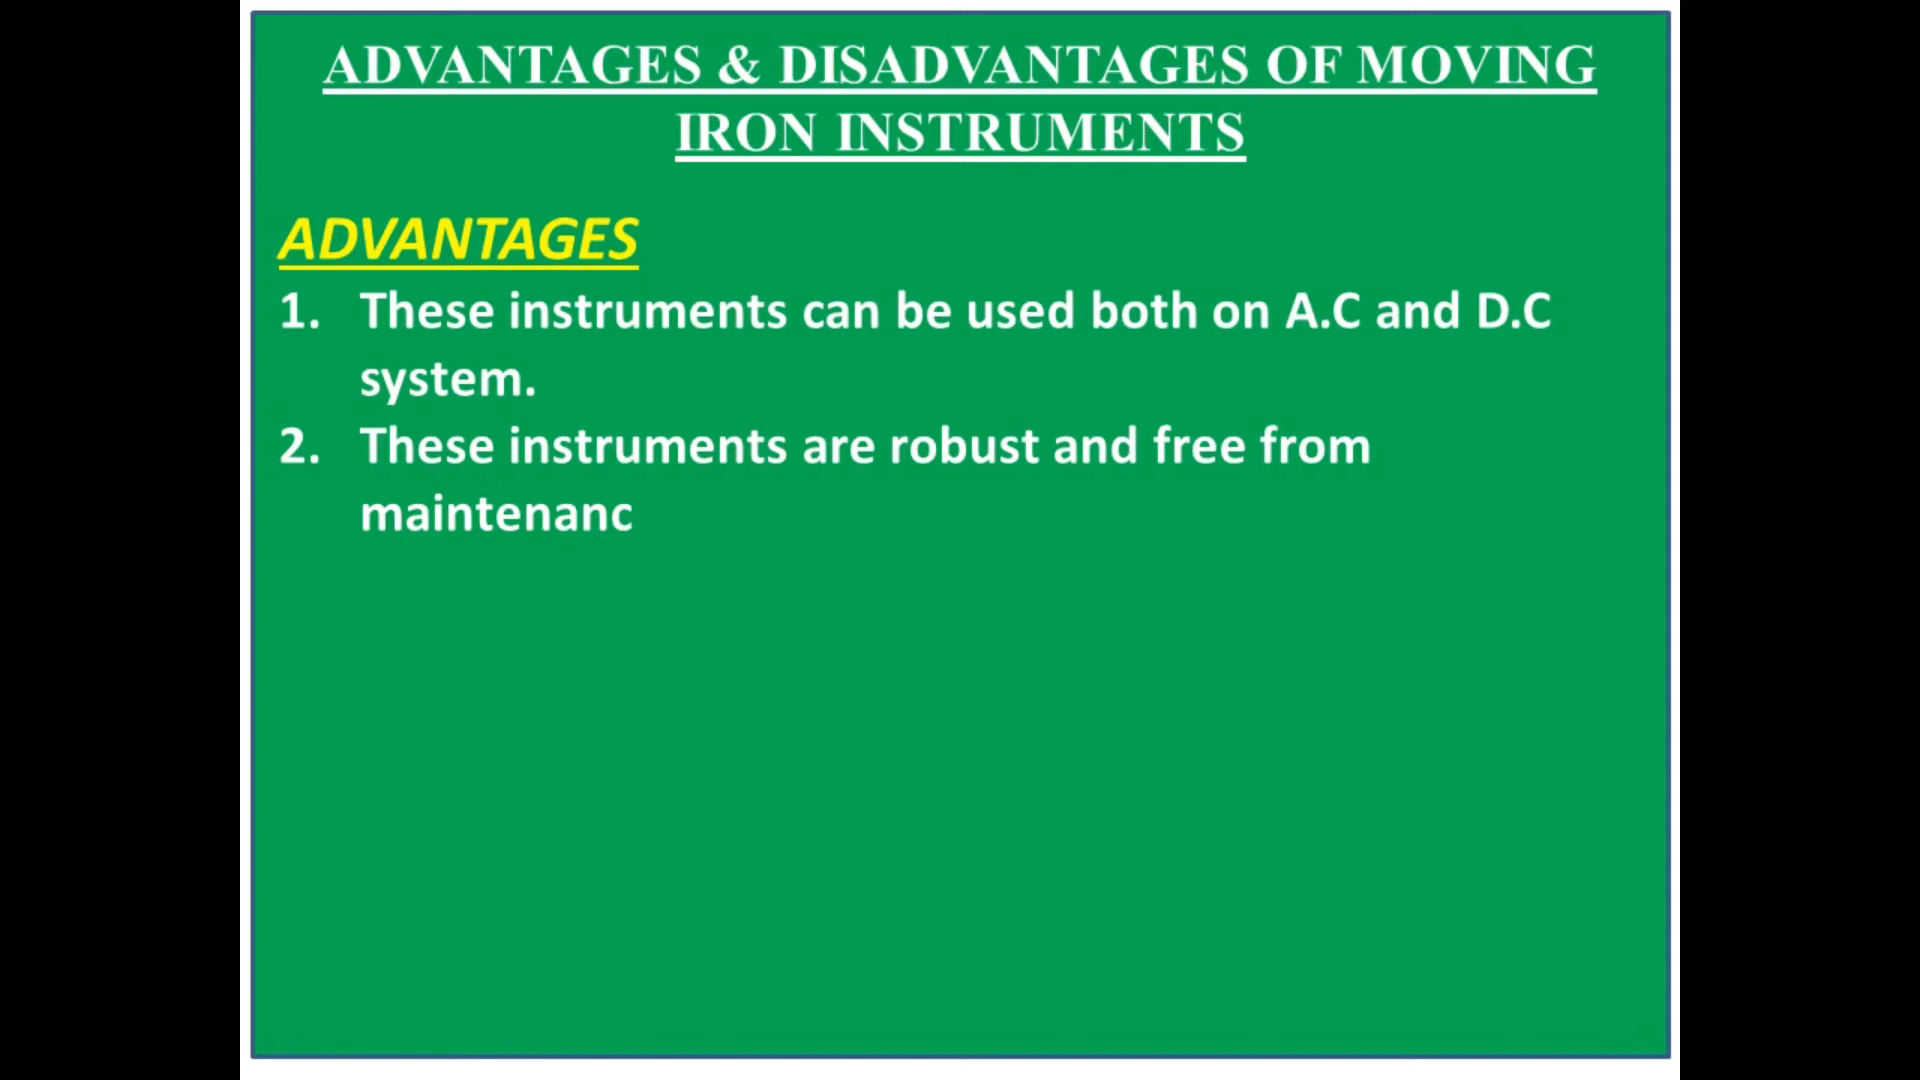 ADVANTAGES & DISADVANTAGES OF MOVING
IRON INSTRUMENTS
ADVANTAGES
1. These instruments can be used both on A.C and D.C
system.
2. These instruments are robust and free from
maintenanc